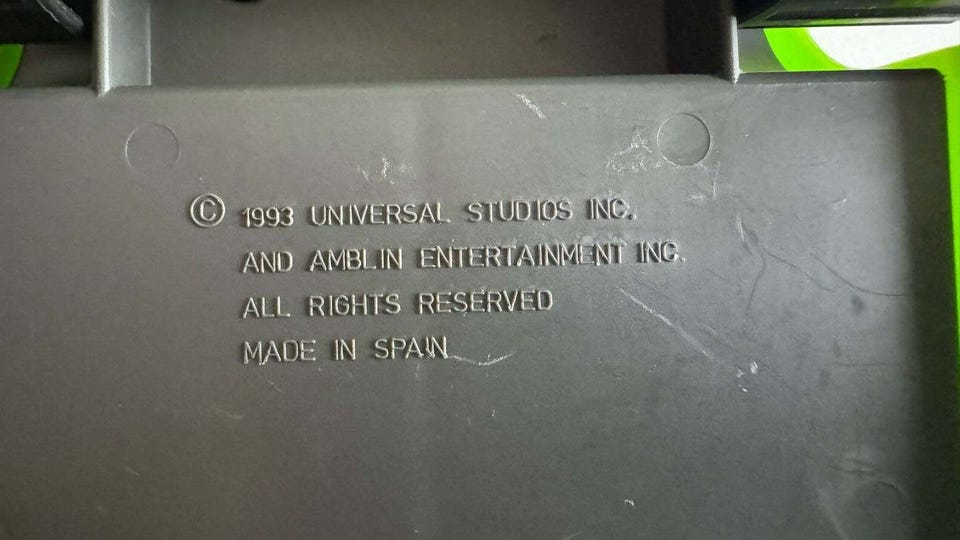 © 1993 UNIVERSAL STUDIOS INC.
AND AMBLIN ENTERTAINMENT INC.
ALL RIGHTS RESERVED
MADE IN SPAIN